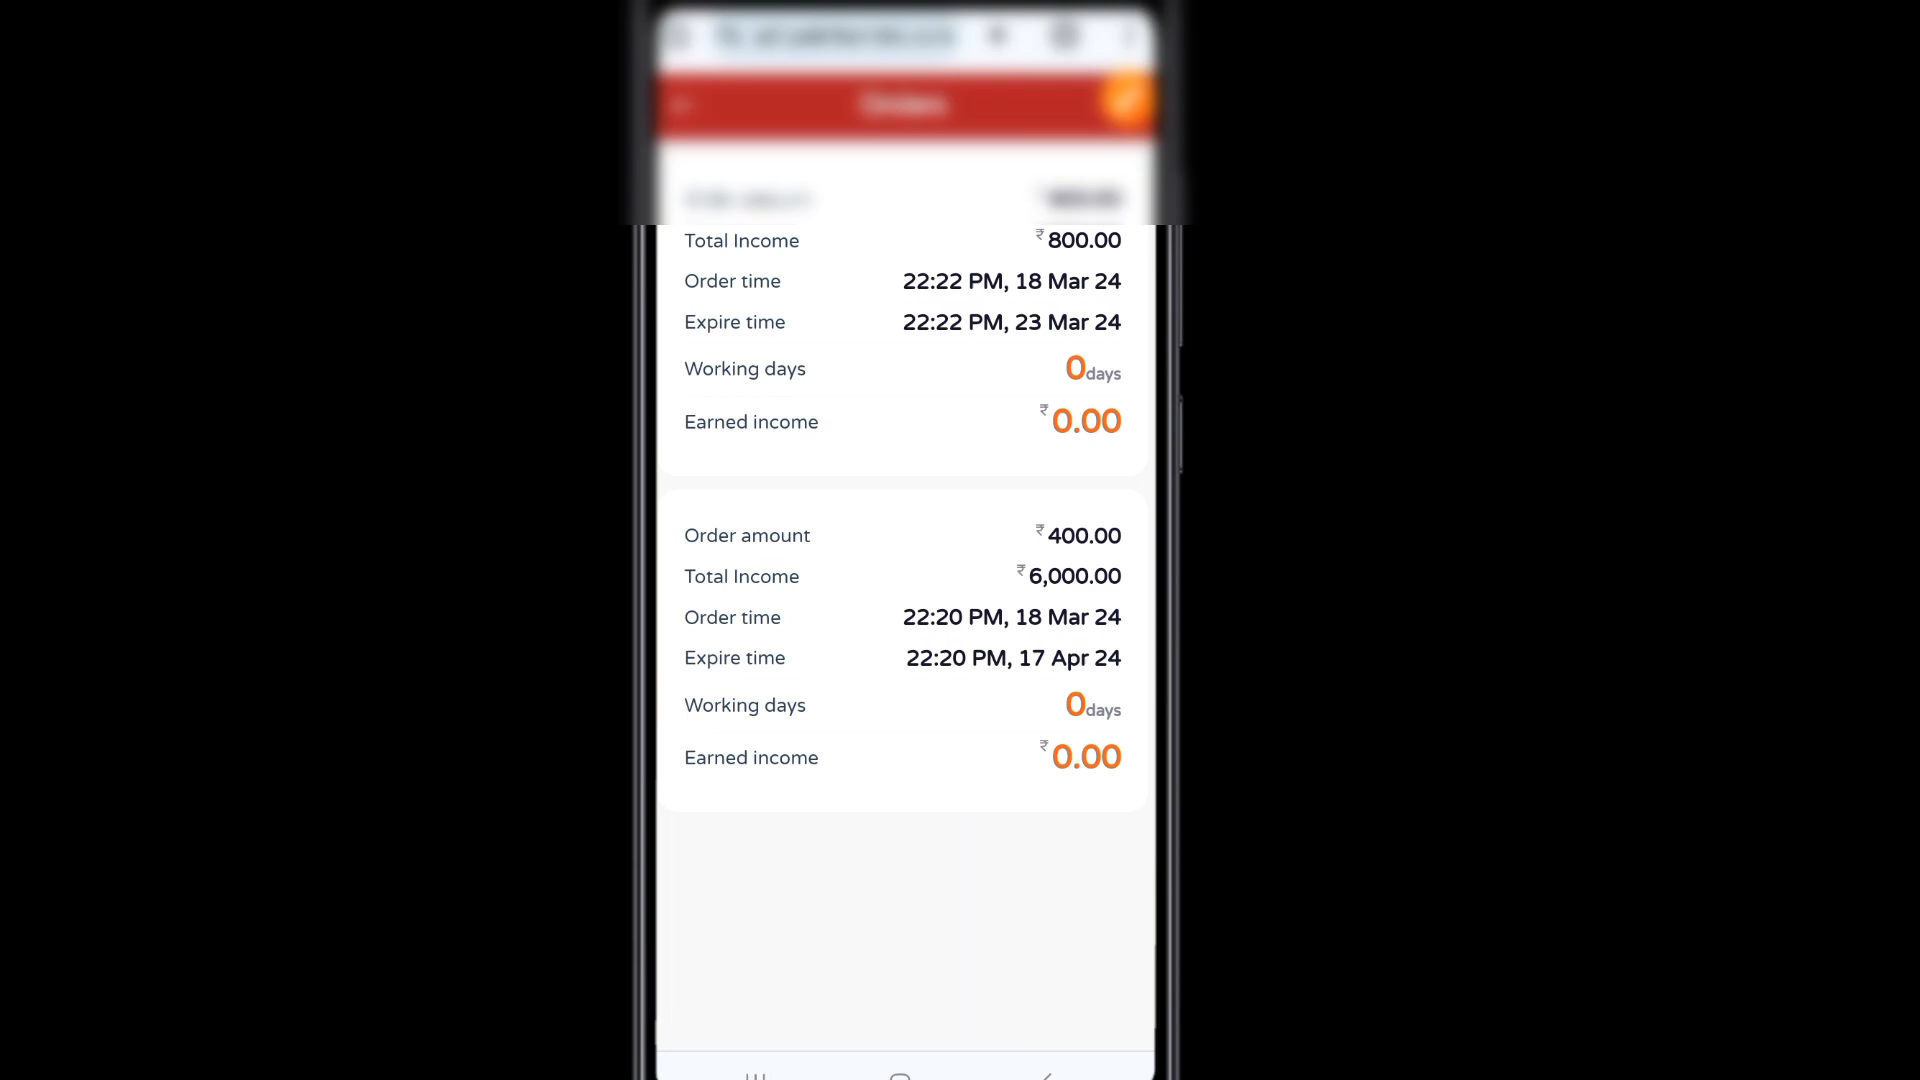 Orders
Total Income ₹800.00
Order time 22:22 PM, 18 Mar 24
Expire time 22:22 PM, 23 Mar 24
Working days 0days
Earned income ₹0.00
Order amount ₹400.00
Total Income ₹6,000.00
Order time 22:20 PM, 18 Mar 24
Expire time 22:20 PM, 17 Apr 24
Working days 0days
Earned income ₹0.00